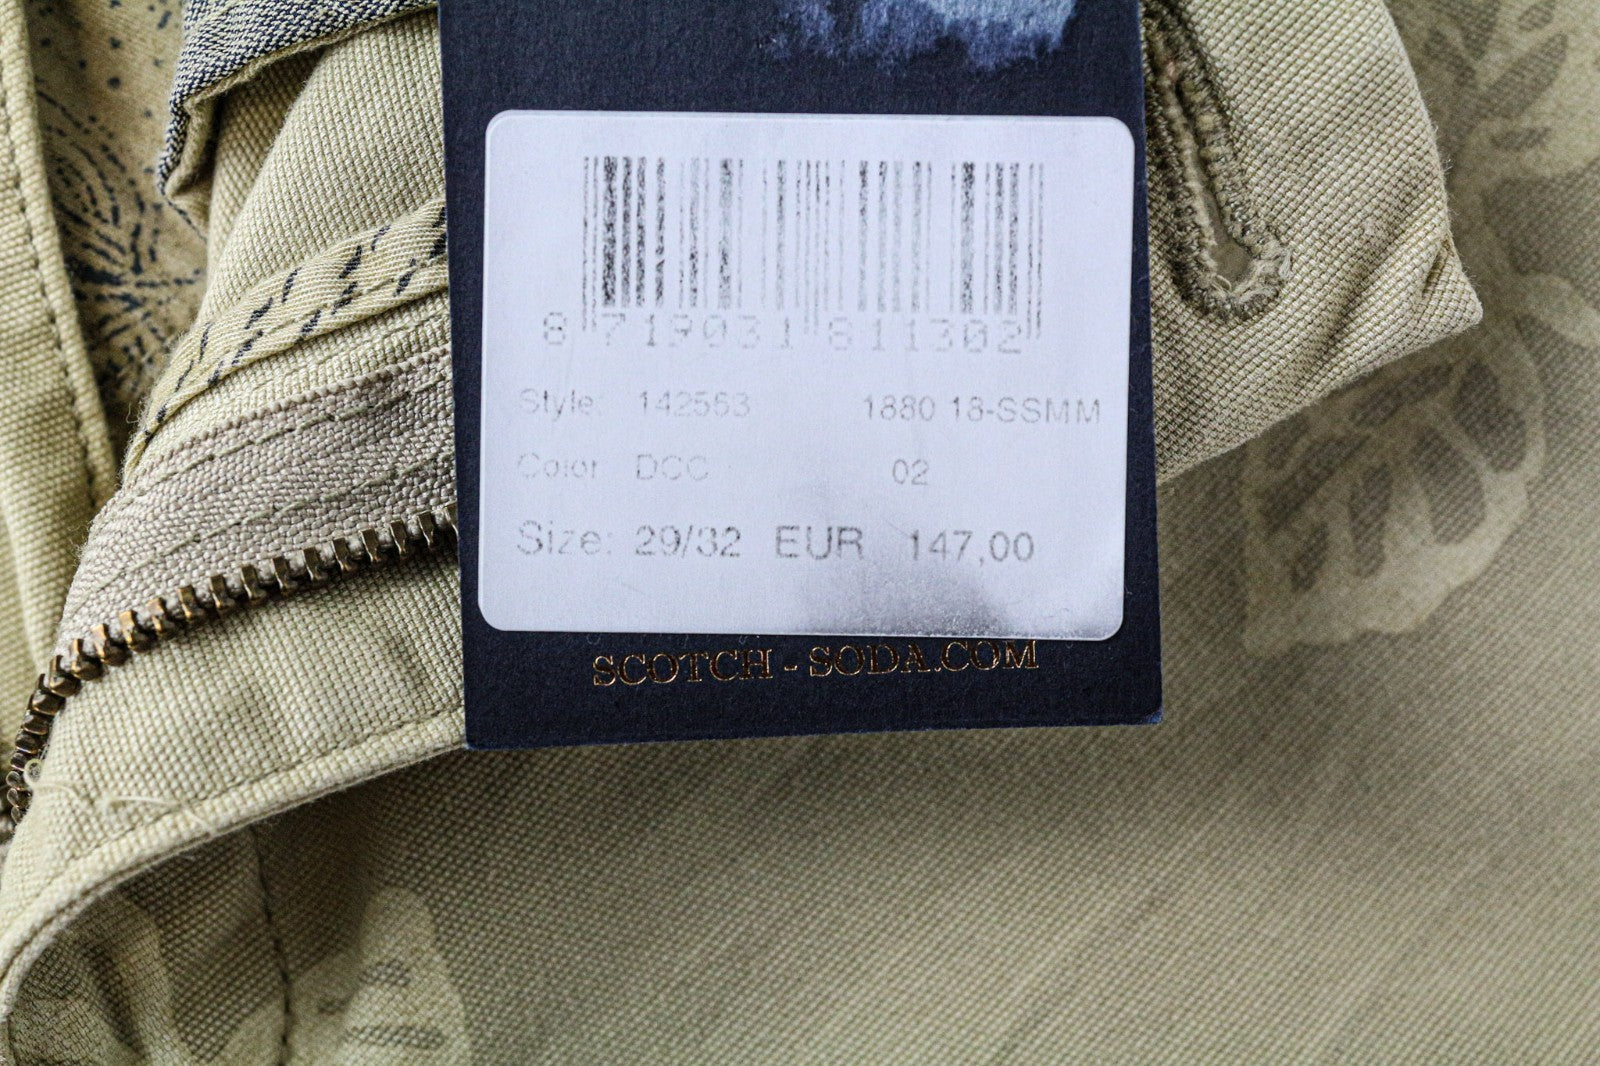 8 719031 611302
Style: 142563 1880 18-SSMM
Color DCC 02
Size: 29/32 EUR 147,00
SCOTCH - SODA.COM